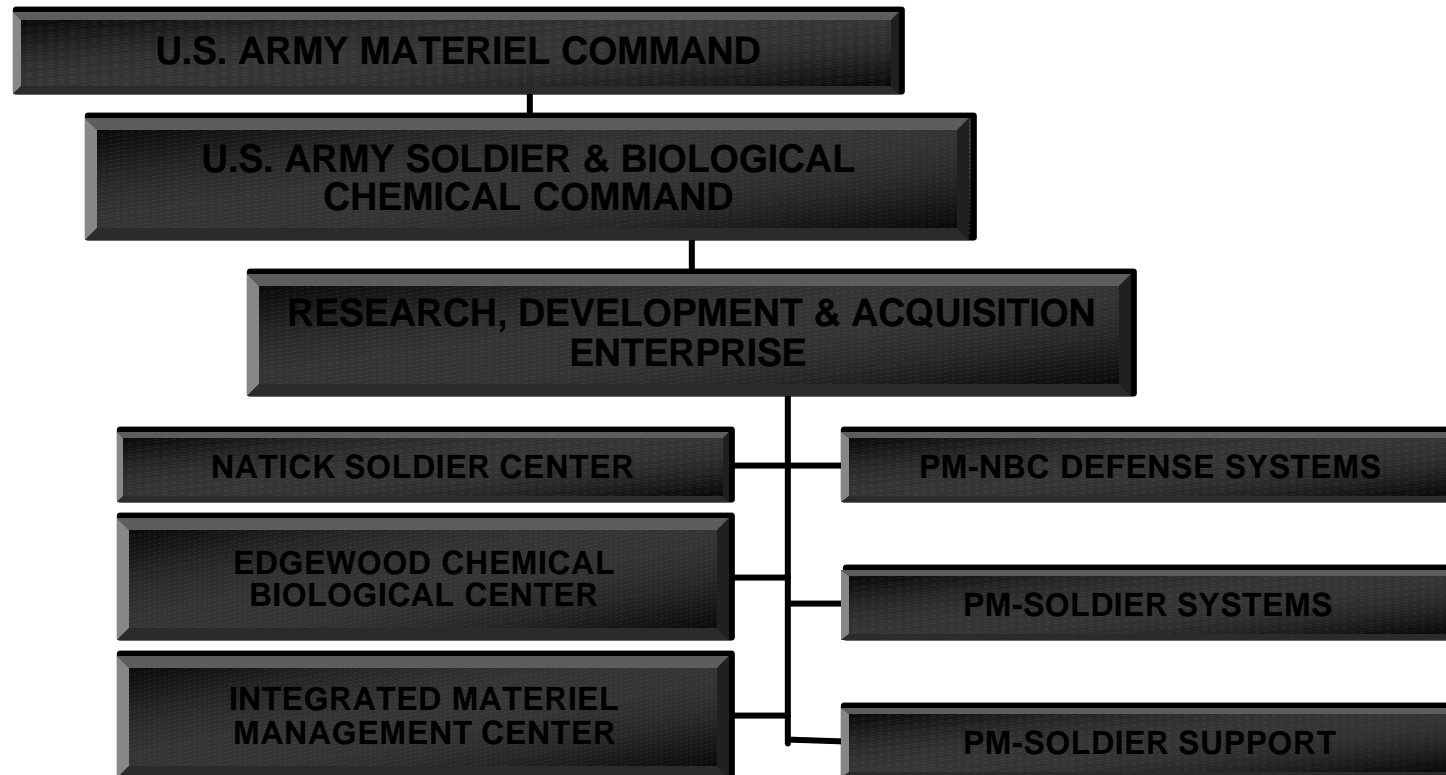 U.S. ARMY MATERIEL COMMAND
U.S. ARMY SOLDIER & BIOLOGICAL
CHEMICAL COMMAND
RESEARCH, DEVELOPMENT & ACQUISITION
ENTERPRISE
NATICK SOLDIER CENTER
PM-NBC DEFENSE SYSTEMS
EDGEWOOD CHEMICAL
BIOLOGICAL CENTER
PM-SOLDIER SYSTEMS
INTEGRATED MATERIEL
MANAGEMENT CENTER
PM-SOLDIER SUPPORT